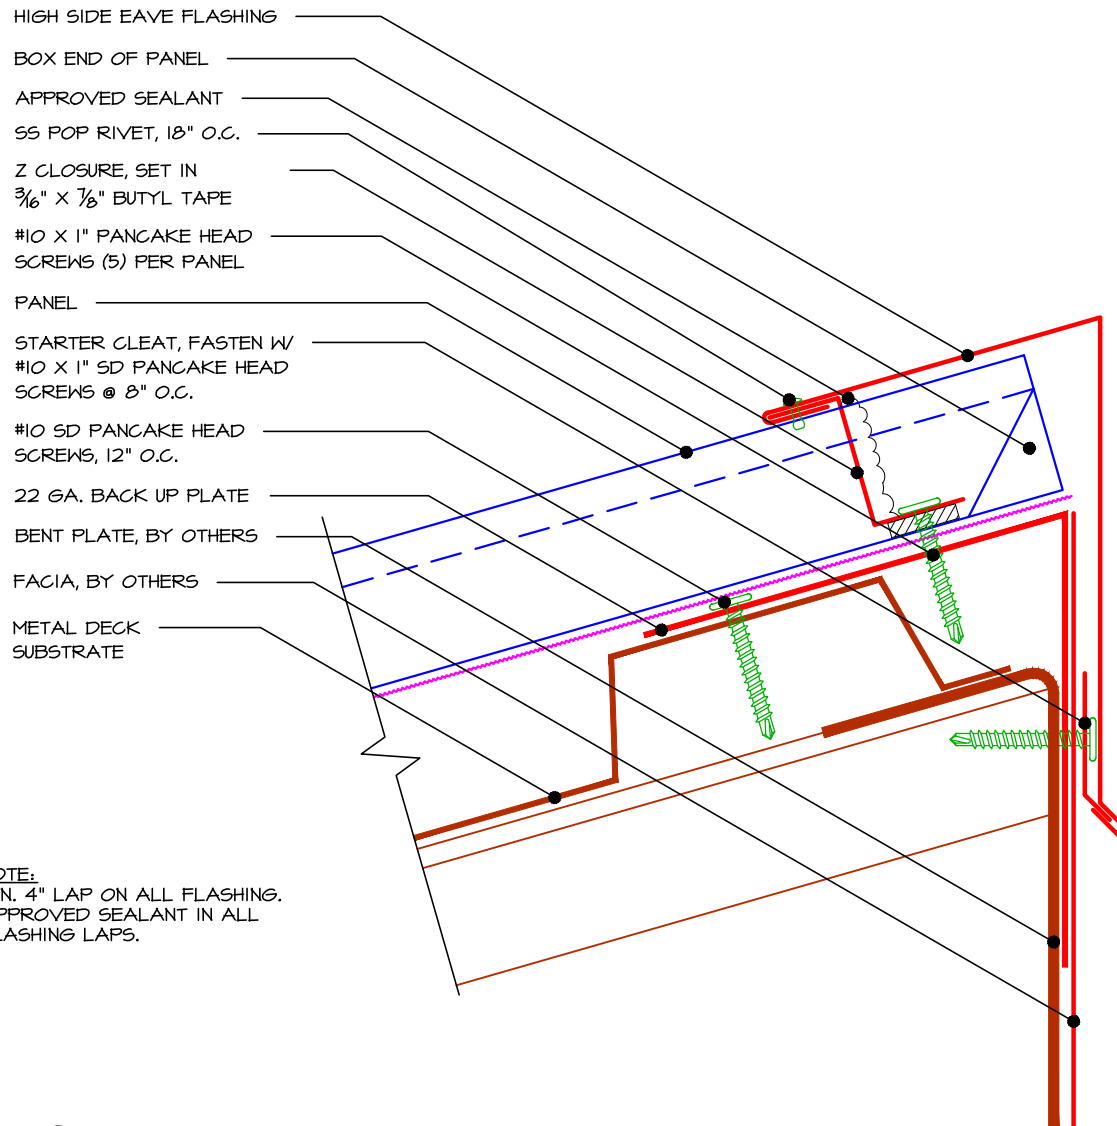 HIGH SIDE EAVE FLASHING
BOX END OF PANEL
APPROVED SEALANT
SS POP RIVET, 18" O.C.
Z CLOSURE, SET IN
3/16" X 7/8" BUTYL TAPE
#10 X 1" PANCAKE HEAD
SCREWS (5) PER PANEL
PANEL
STARTER CLEAT, FASTEN W/
#10 X 1" SD PANCAKE HEAD
SCREWS @ 8" O.C.
#10 SD PANCAKE HEAD
SCREWS, 12" O.C.
22 GA. BACK UP PLATE
BENT PLATE, BY OTHERS
FACIA, BY OTHERS
METAL DECK
SUBSTRATE
OTE:
N. 4" LAP ON ALL FLASHING.
PPROVED SEALANT IN ALL
LASHING LAPS.